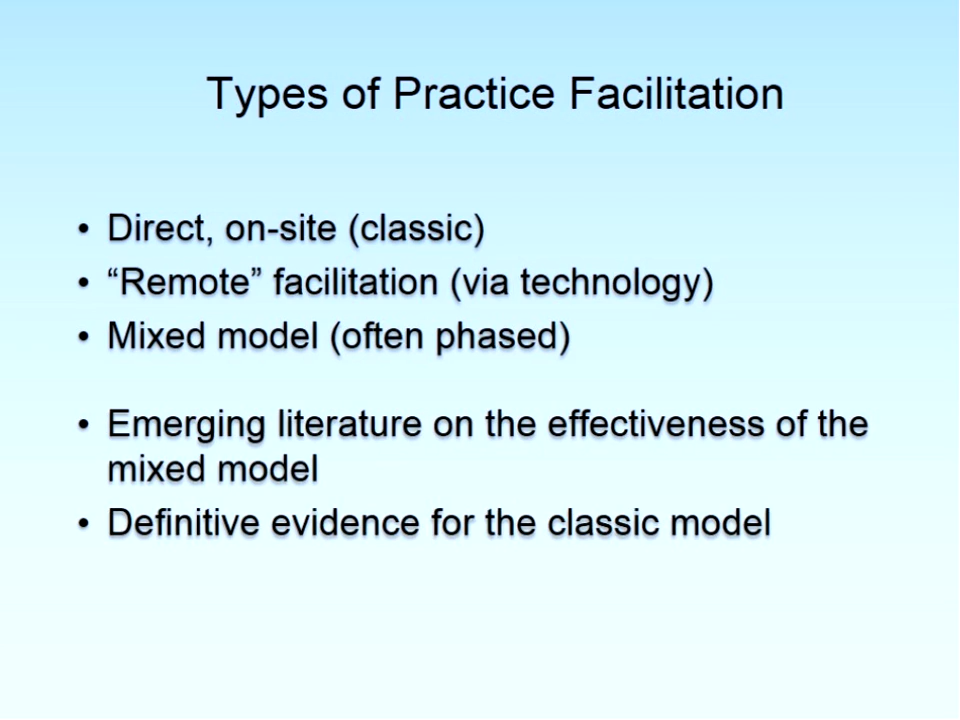 Types of Practice Facilitation
• Direct, on-site (classic)
• “Remote” facilitation (via technology)
• Mixed model (often phased)
• Emerging literature on the effectiveness of the
mixed model
• Definitive evidence for the classic model